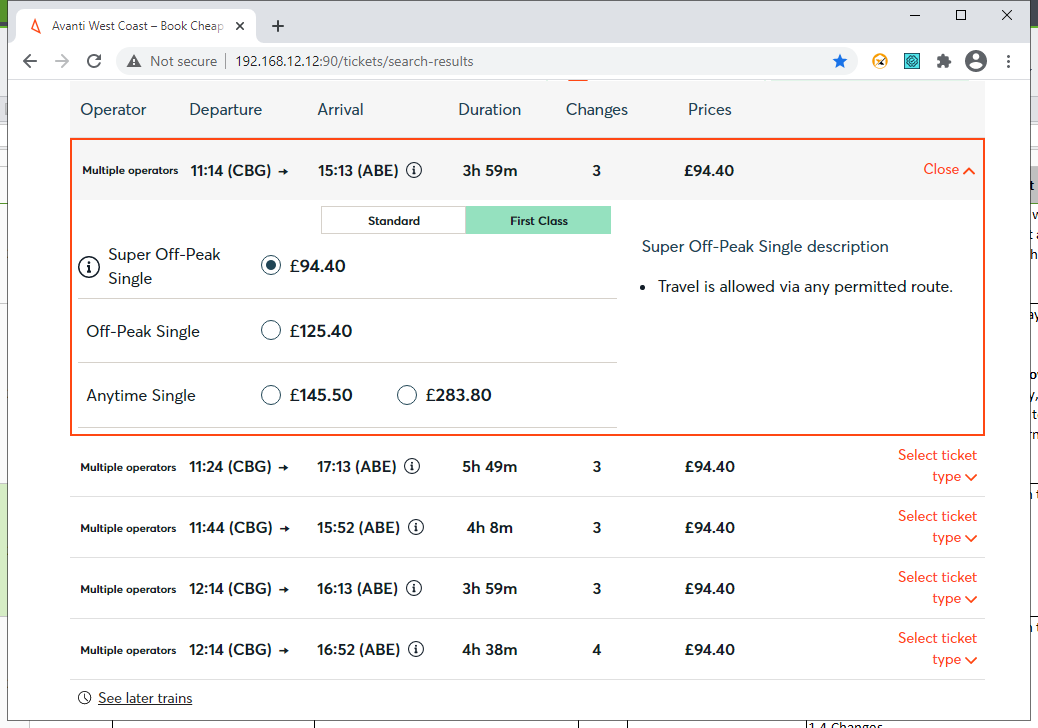 Avanti West Coast – Book Cheap
Not secure | 192.168.12.12:90/tickets/search-results
Operator Departure Arrival Duration Changes Prices
Multiple operators 11:14 (CBG) → 15:13 (ABE) 3h 59m 3 £94.40 Close
Standard First Class
Super Off-Peak
Single
£94.40
Super Off-Peak Single description
• Travel is allowed via any permitted route.
Off-Peak Single £125.40
Anytime Single £145.50 £283.80
Multiple operators 11:24 (CBG) → 17:13 (ABE) 5h 49m 3 £94.40 Select ticket
type
Multiple operators 11:44 (CBG) → 15:52 (ABE) 4h 8m 3 £94.40 Select ticket
type
Multiple operators 12:14 (CBG) → 16:13 (ABE) 3h 59m 3 £94.40 Select ticket
type
Multiple operators 12:14 (CBG) → 16:52 (ABE) 4h 38m 4 £94.40 Select ticket
type
See later trains
1.4 Changes